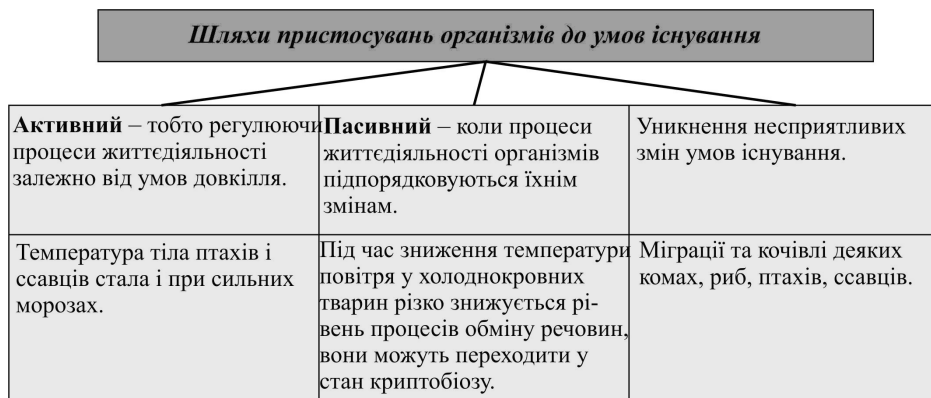 Шляхи пристосувань організмів до умов існування
Активний – тобто регулюючи
процеси життєдіяльності
залежно від умов довкілля.
Пасивний – коли процеси
життєдіяльності організмів
підпорядковуються їхнім
змінам.
Уникнення несприятливих
змін умов існування.
Температура тіла птахів і
ссавців стала і при сильних
морозах.
Під час зниження температури
повітря у холоднокровних
тварин різко знижується рі-
вень процесів обміну речовин,
вони можуть переходити у
стан криптобіозу.
Міграції та кочівлі деяких
комах, риб, птахів, ссавців.